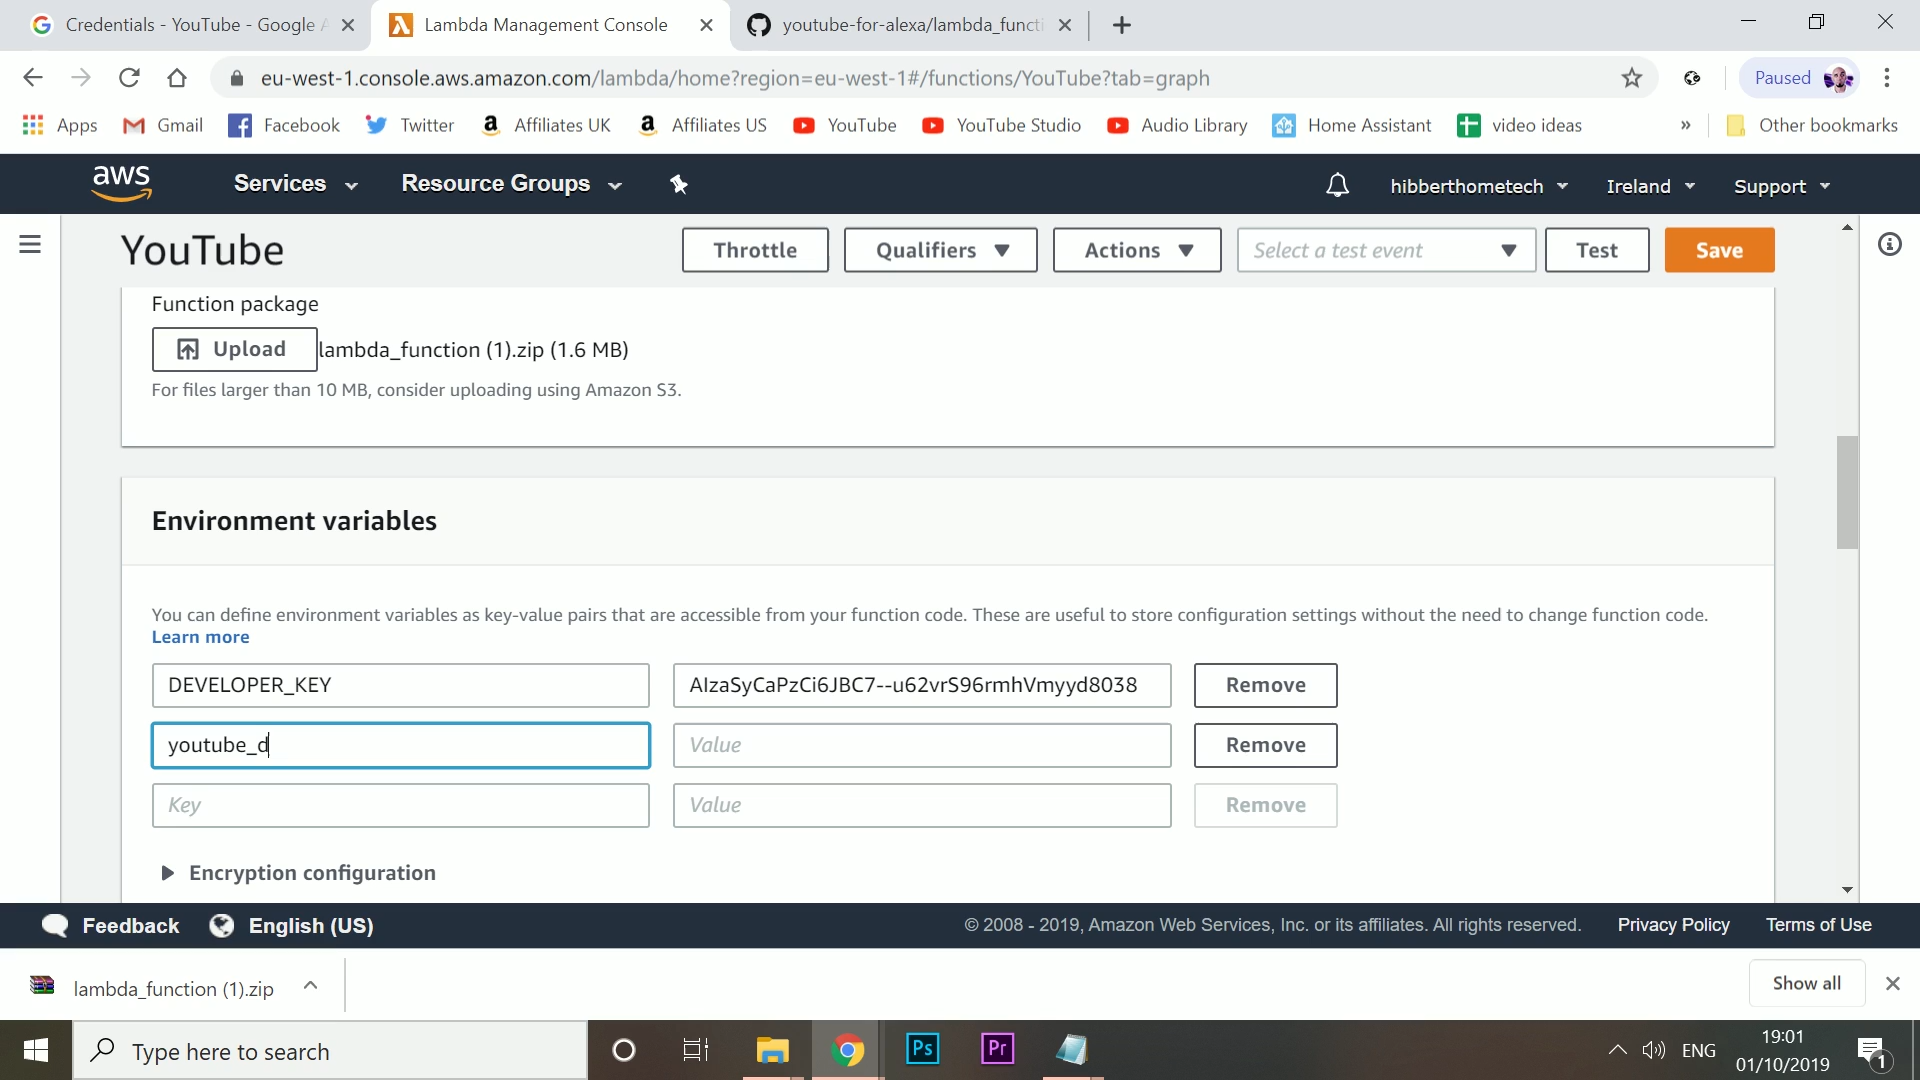 Credentials - YouTube - Google A
Lambda Management Console
youtube-for-alexa/lambda_functi
eu-west-1.console.aws.amazon.com/lambda/home?region=eu-west-1#/functions/YouTube?tab=graph
Paused
Apps
Gmail
Facebook
Twitter
Affiliates UK
Affiliates US
YouTube
YouTube Studio
Audio Library
Home Assistant
video ideas
»
Other bookmarks
aws
Services
Resource Groups
hibberthometech
Ireland
Support
YouTube
Throttle
Qualifiers
Actions
Select a test event
Test
Save
Function package
Upload
lambda_function (1).zip (1.6 MB)
For files larger than 10 MB, consider uploading using Amazon S3.
Environment variables
You can define environment variables as key-value pairs that are accessible from your function code. These are useful to store configuration settings without the need to change function code.
Learn more
DEVELOPER_KEY
AIzaSyCaPzCi6JBC7--u62vrS96rmhVmyyd8038
Remove
youtube_d
Value
Remove
Key
Value
Remove
Encryption configuration
Feedback
English (US)
© 2008 - 2019, Amazon Web Services, Inc. or its affiliates. All rights reserved.
Privacy Policy
Terms of Use
lambda_function (1).zip
Show all
Type here to search
Ps
Pr
ENG
19:01
01/10/2019
1